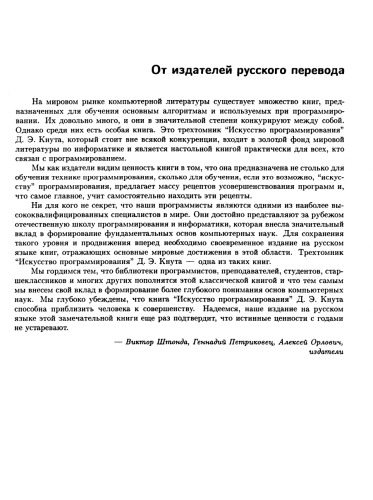 От издателей русского перевода
На мировом рынке компьютерной литературы существует множество книг, пред-
назначенных для обучения основным алгоритмам и используемых при программиро-
вании. Их довольно много, и они в значительной степени конкурируют между собой.
Однако среди них есть особая книга. Это трехтомник “Искусство программирования”
Д. Э. Кнута, который стоит вне всякой конкуренции, входит в золотой фонд мировой
литературы по информатике и является настольной книгой практически для всех, кто
связан с программированием.
Мы как издатели видим ценность книги в том, что она предназначена не столько для
обучения технике программирования, сколько для обучения, если это возможно, “искус-
ству” программирования, предлагает массу рецептов усовершенствования программ и,
что самое главное, учит самостоятельно находить эти рецепты.
Ни для кого не секрет, что наши программисты являются одними из наиболее вы-
сококвалифицированных специалистов в мире. Они достойно представляют за рубежом
отечественную школу программирования и информатики, которая внесла значительный
вклад в формирование фундаментальных основ компьютерных наук. Для сохранения
такого уровня и продвижения вперед необходимо своевременное издание на русском
языке книг, отражающих основные мировые достижения в этой области. Трехтомник
“Искусство программирования” Д. Э. Кнута — одна из таких книг.
Мы гордимся тем, что библиотеки программистов, преподавателей, студентов, стар-
шеклассников и многих других пополнятся этой классической книгой и что тем самым
мы внесем свой вклад в формирование более глубокого понимания основ компьютерных
наук. Мы глубоко убеждены, что книга “Искусство программирования” Д. Э. Кнута
способна приблизить человека к совершенству. Надеемся, наше издание на русском
языке этой замечательной книги еще раз подтвердит, что истинные ценности с годами
не устаревают.
— Виктор Штонда, Геннадий Петриковец, Алексей Орлович,
издатели